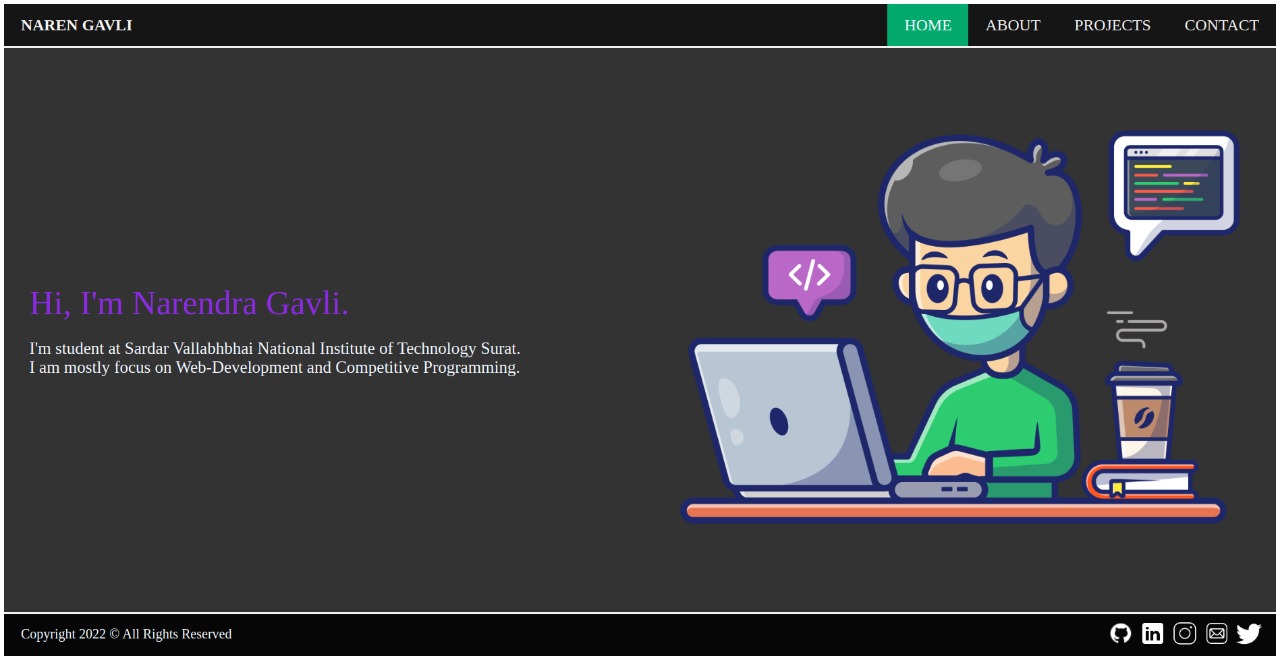 NAREN GAVLI
HOME ABOUT PROJECTS CONTACT
</>
Hi, I'm Narendra Gavli.
I'm student at Sardar Vallabhbhai National Institute of Technology Surat.
I am mostly focus on Web-Development and Competitive Programming.
Copyright 2022 © All Rights Reserved
in